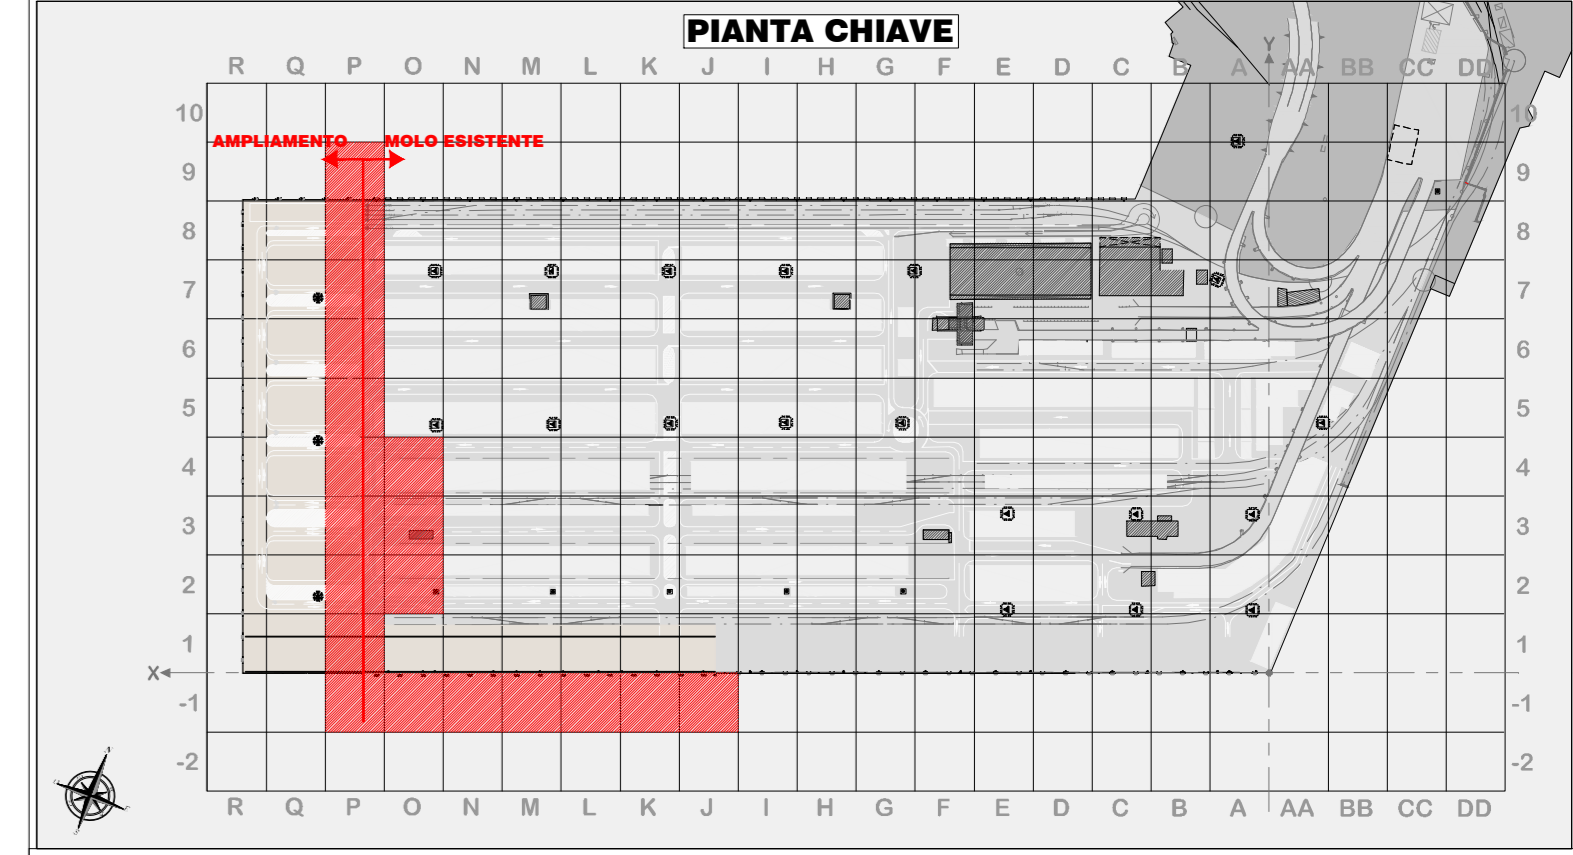 PIANTA CHIAVE
Y
R Q P O N M L K J I H G F E D C B A AA BB CC DD
10 10
AMPLIAMENTO MOLO ESISTENTE
9 9
8 8
7 7
6 6
5 5
4 4
3 3
2 2
1 1
X
-1 -1
-2 -2
R Q P O N M L K J I H G F E D C B A AA BB CC DD